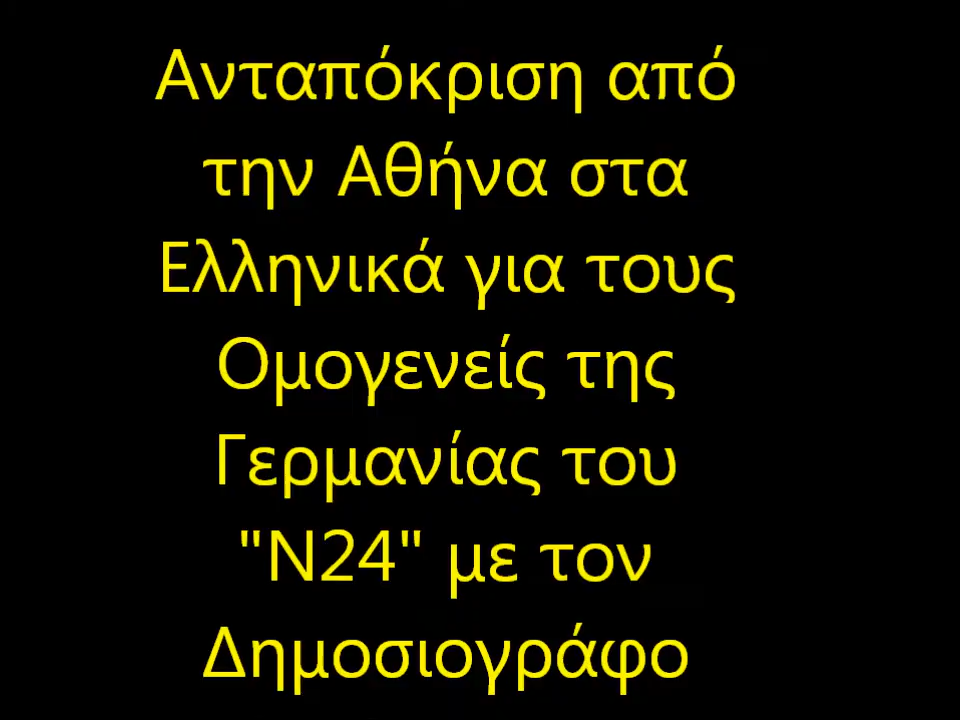 Ανταπόκριση από
την Αθήνα στα
Ελληνικά για τους
Ομογενείς της
Γερμανίας του
"N24" με τον
Δημοσιογράφο